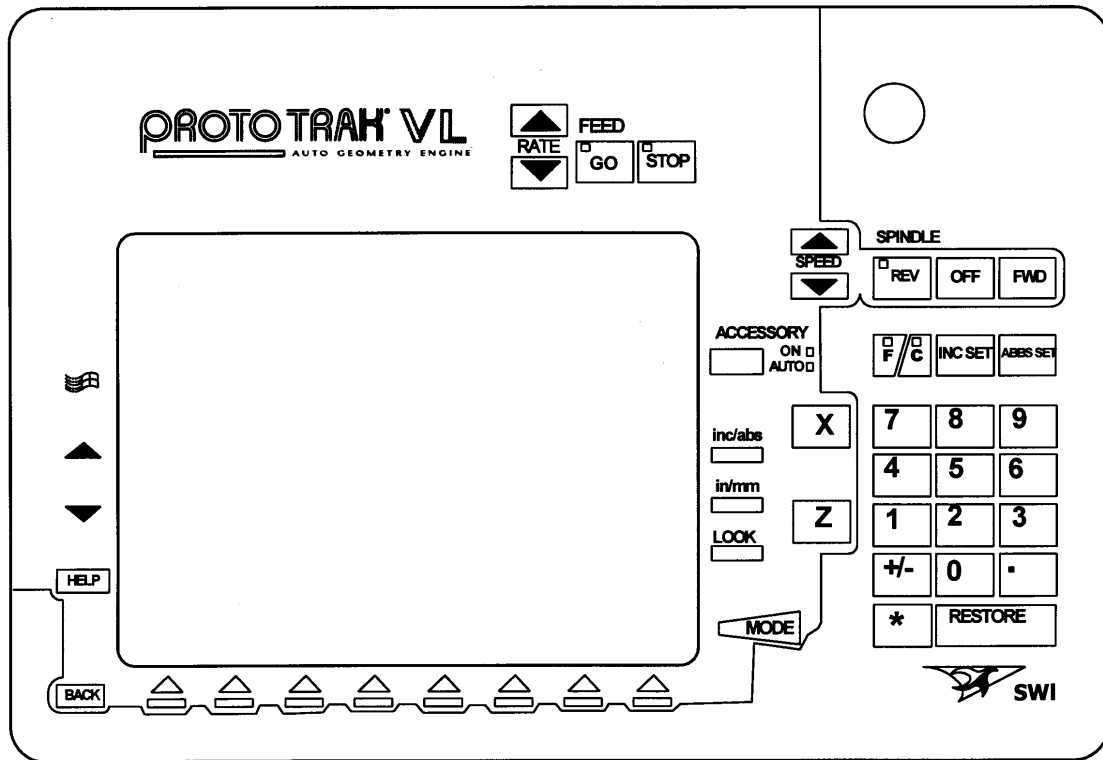 PROTOTRAK VL
AUTO GEOMETRY ENGINE
RATE
FEED
GO
STOP
SPEED
SPINDLE
REV
OFF
FWD
ACCESSORY
ON
AUTO
F/C
INC SET
ABBS SET
inc/abs
in/mm
LOOK
X
Z
7 8 9
4 5 6
1 2 3
+/- 0 .
* RESTORE
HELP
MODE
BACK
SWI